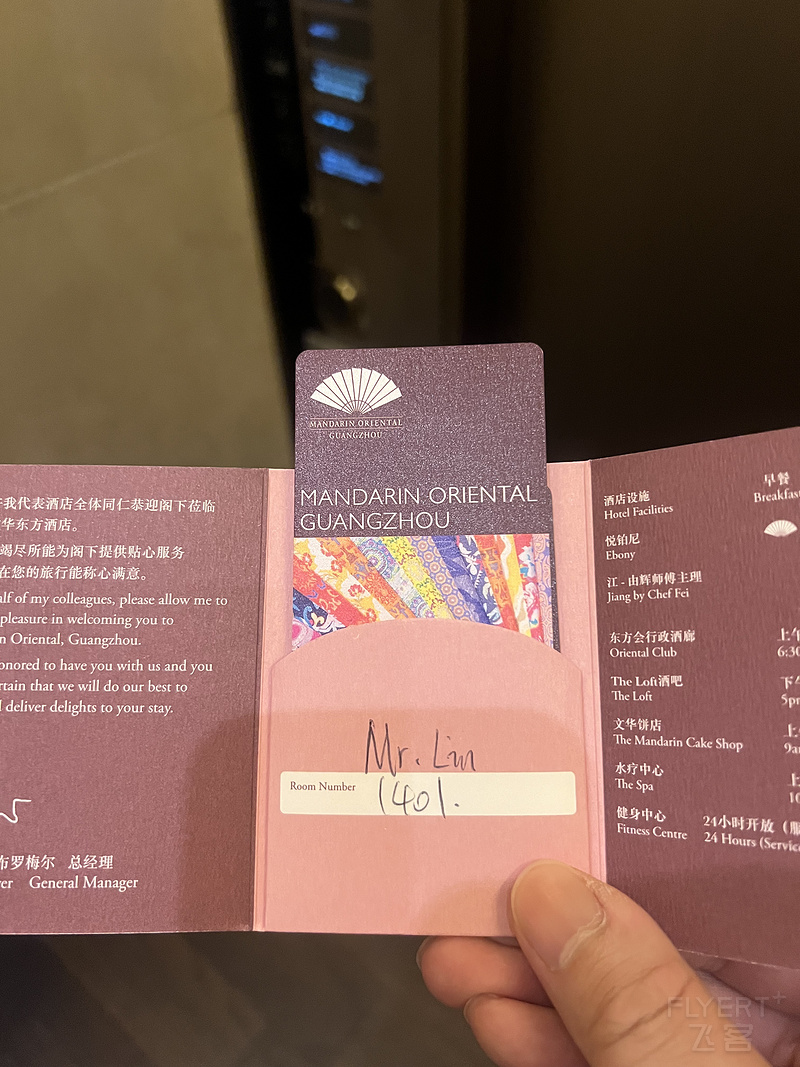 我代表酒店全体同仁恭迎阁下莅临
华东方酒店。
竭尽所能为阁下提供贴心服务
在您的旅行能称心满意。
of my colleagues, please allow me to
pleasure in welcoming you to
Oriental, Guangzhou.
honored to have you with us and you
that we will do our best to
deliver delights to your stay.
布罗梅尔 总经理
General Manager
MANDARIN ORIENTAL
GUANGZHOU
MANDARIN ORIENTAL
GUANGZHOU
Mr. Lin
Room Number 1401.
酒店设施
Hotel Facilities
早餐
Breakfast
悦铂尼
Ebony
江 - 由辉师傅主理
Jiang by Chef Fei
东方会行政酒廊
Oriental Club
上午
6:30
The Loft酒吧
The Loft
下午
5pm
文华饼店
The Mandarin Cake Shop
上
水疗中心
The Spa
上
10
健身中心
Fitness Centre
24小时开放
24 Hours
FLYERT+
飞客